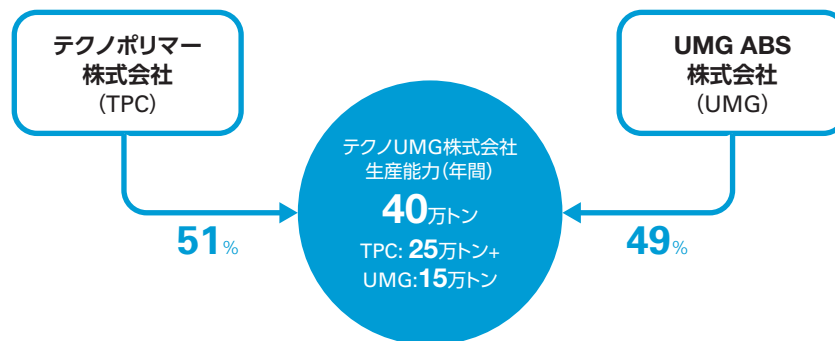 テクノポリマー
株式会社
(TPC)
UMG ABS
株式会社
(UMG)
テクノUMG株式会社
生産能力(年間)
40万トン
TPC: 25万トン+
UMG:15万トン
51%
49%